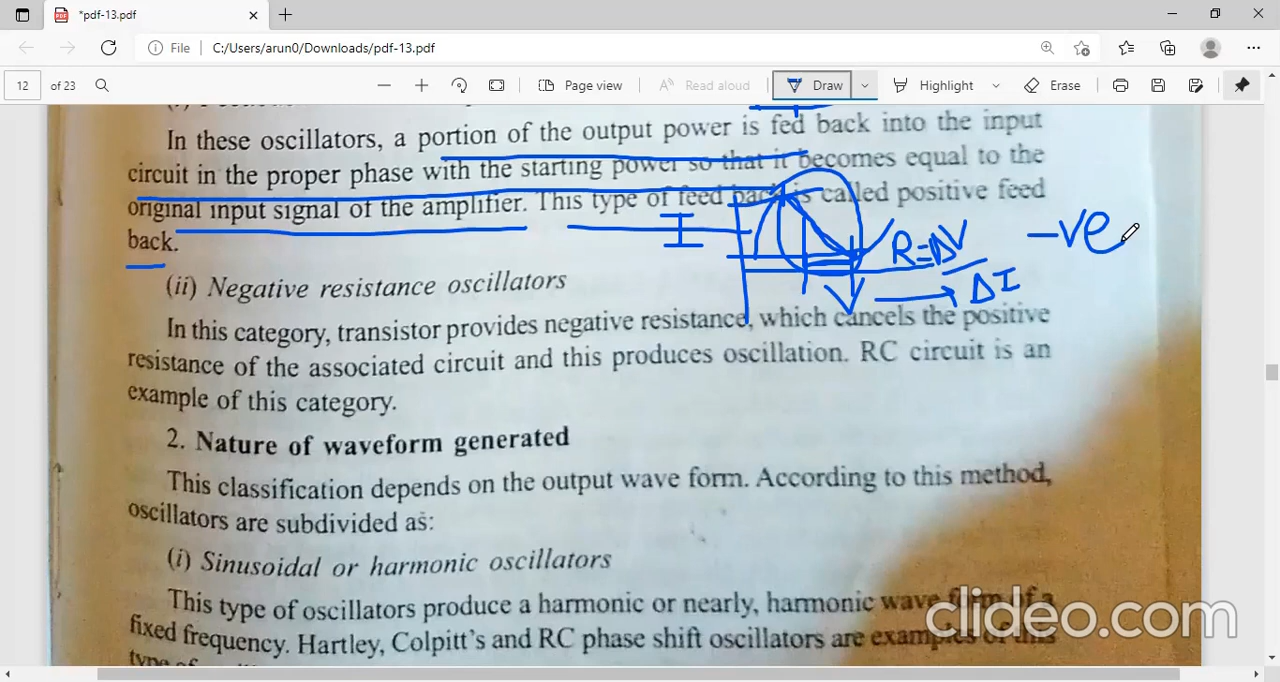 *pdf-13.pdf
File C:/Users/arun0/Downloads/pdf-13.pdf
12 of 23 Page view Read aloud Draw Highlight Erase
In these oscillators, a portion of the output power is fed back into the input
circuit in the proper phase with the starting power so that it becomes equal to the
original input signal of the amplifier. This type of feed back is called positive feed
back.
I
R=ΔV
ΔI
-ve
V
(ii) Negative resistance oscillators
In this category, transistor provides negative resistance, which cancels the positive
resistance of the associated circuit and this produces oscillation. RC circuit is an
example of this category.
2. Nature of waveform generated
This classification depends on the output wave form. According to this method,
oscillators are subdivided as:
(i) Sinusoidal or harmonic oscillators
This type of oscillators produce a harmonic or nearly, harmonic wave form of a
fixed frequency. Hartley, Colpitt's and RC phase shift oscillators are examples of this
type of
clideo.com